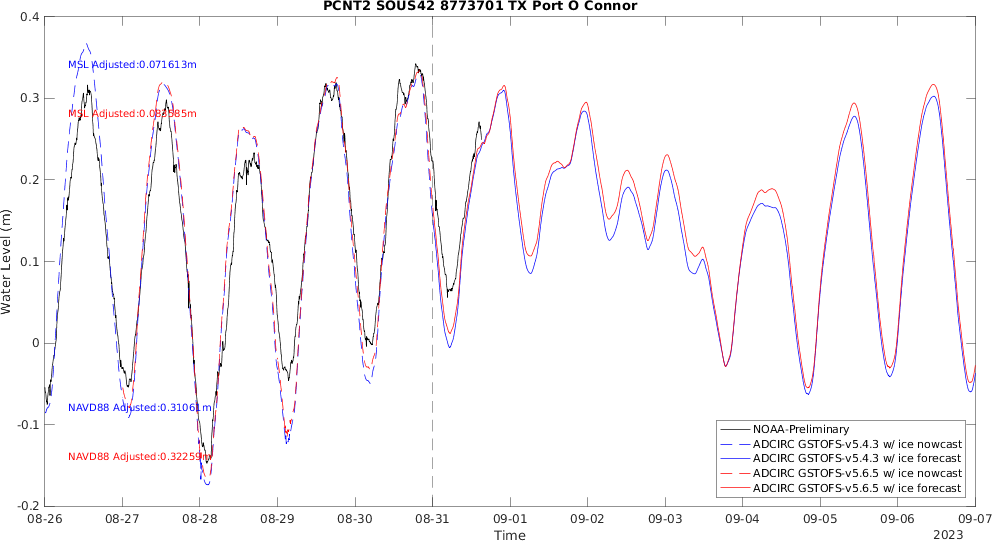 PCNT2 SOUS42 8773701 TX Port O Connor
0.4
0.3
0.2
0.1
0
-0.1
-0.2
Water Level (m)
MSL Adjusted:0.071613m
MSL Adjusted:0.083585m
NAVD88 Adjusted:0.31061m
NAVD88 Adjusted:0.32259m
NOAA-Preliminary
ADCIRC GSTOFS-v5.4.3 w/ ice nowcast
ADCIRC GSTOFS-v5.4.3 w/ ice forecast
ADCIRC GSTOFS-v5.6.5 w/ ice nowcast
ADCIRC GSTOFS-v5.6.5 w/ ice forecast
08-26 08-27 08-28 08-29 08-30 08-31 09-01 09-02 09-03 09-04 09-05 09-06 09-07
Time
2023